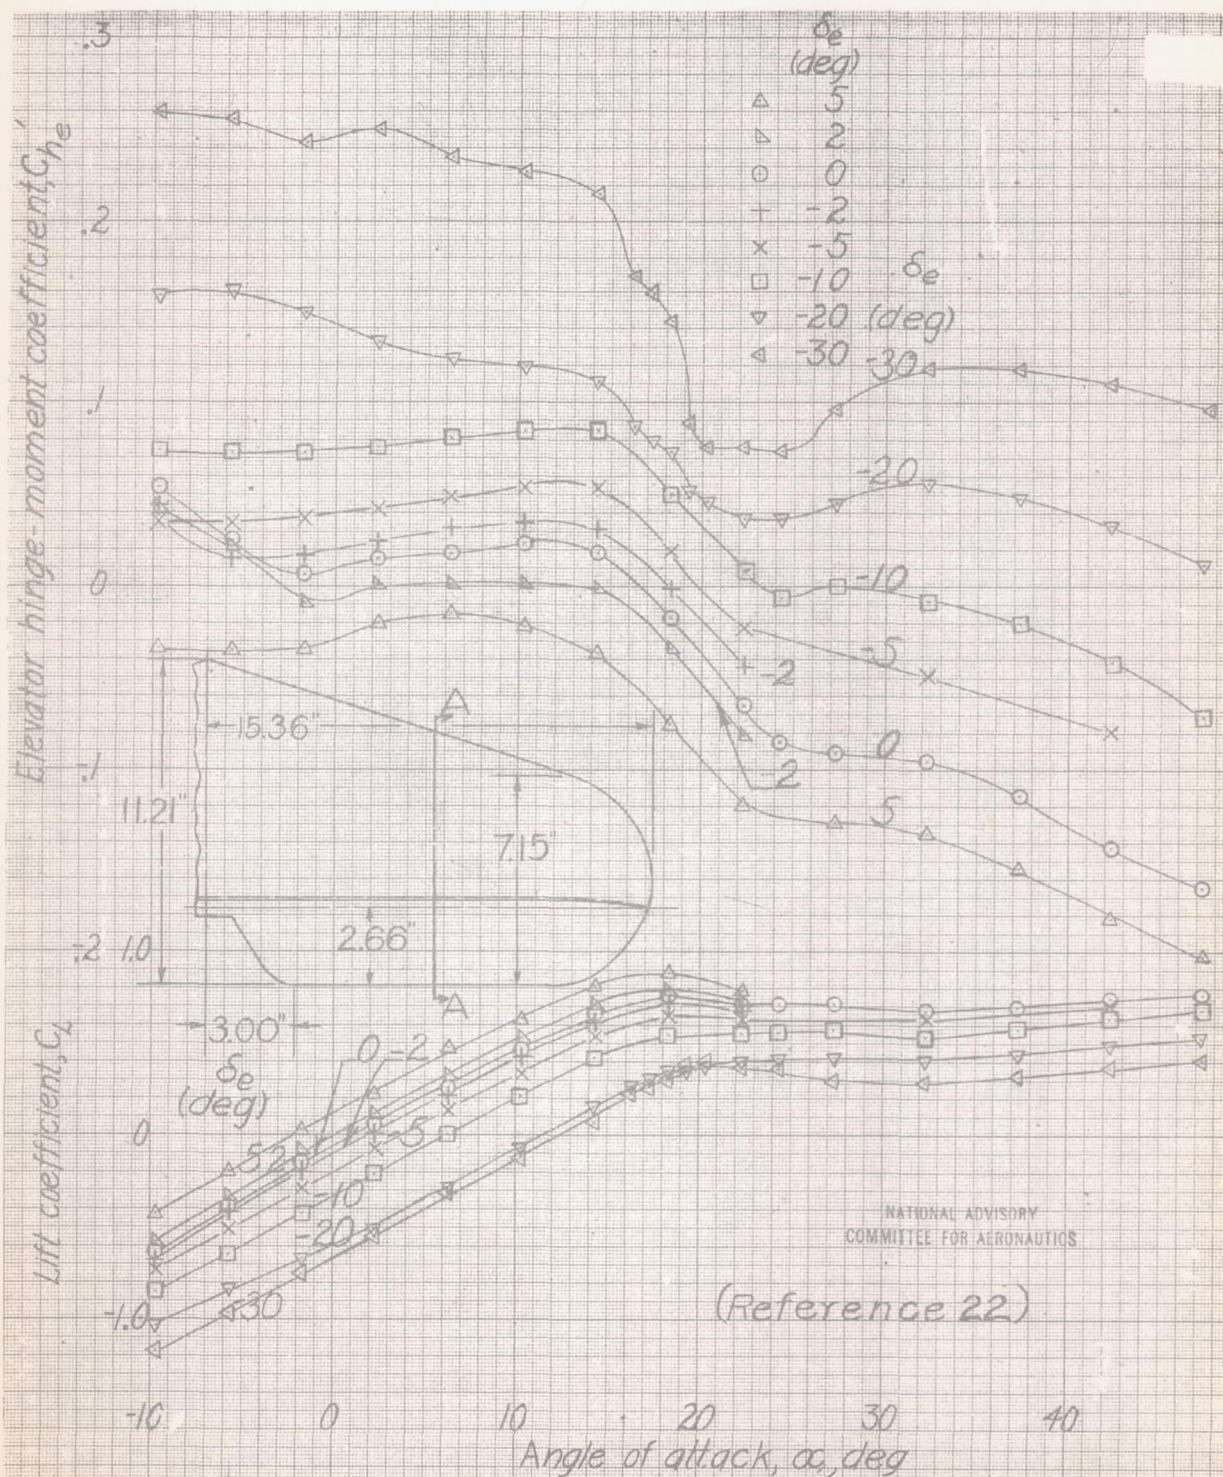 .3
δe
(deg)
5
2
0
-2
-5
-10 δe
-20 (deg)
-30
Elevator hinge-moment coefficient, C'he
.2
.1
0
-.1
-.2
-30
-20
-10
-5
-2
0
-2
5
15.36"
A
11.21"
7.15"
2.66"
A
3.00"
1.0
0
-1.0
Lift coefficient, CL
δe
(deg)
0 -2
5 2
-5
-10
-20
-30
NATIONAL ADVISORY
COMMITTEE FOR AERONAUTICS
(Reference 22)
-10 0 10 20 30 40
Angle of attack, α, deg